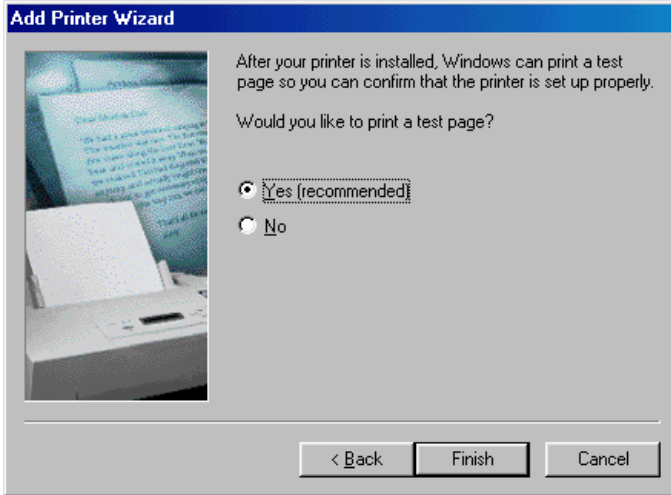 Add Printer Wizard
After your printer is installed, Windows can print a test
page so you can confirm that the printer is set up properly.
Would you like to print a test page?
Yes (recommended)
No
< Back
Finish
Cancel